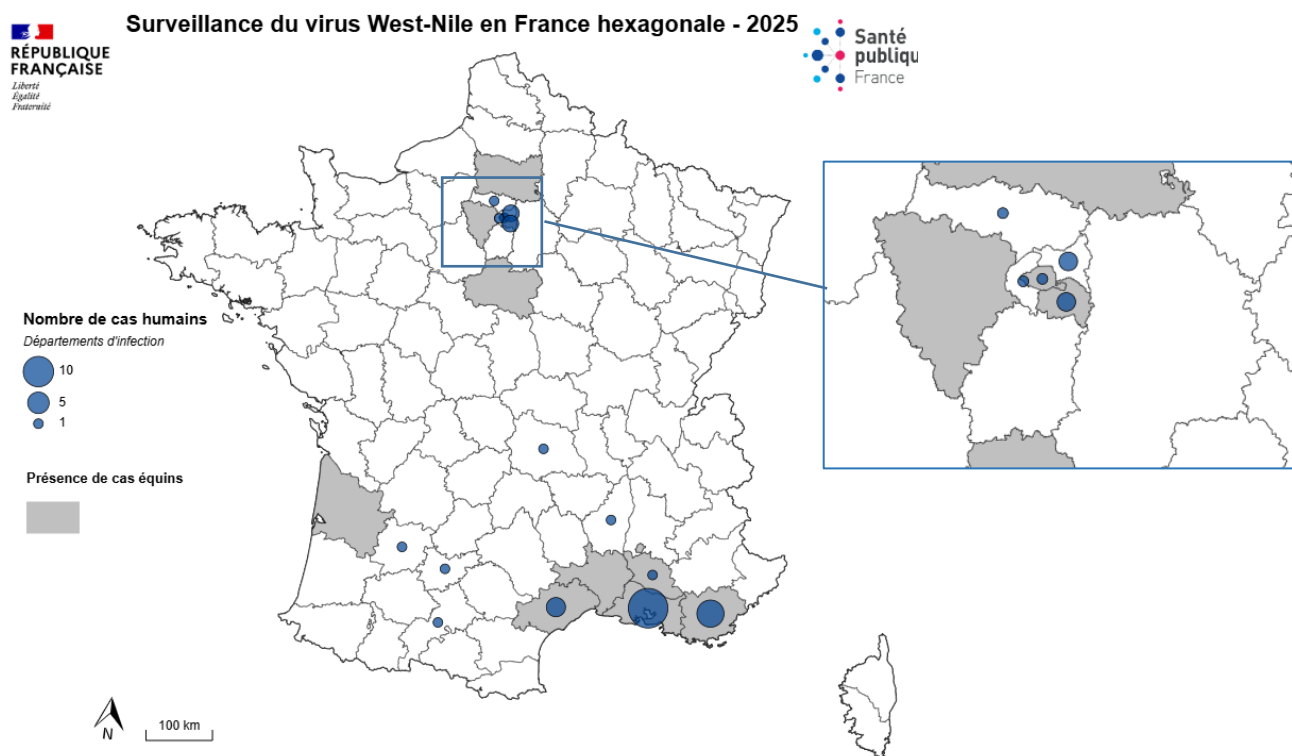 Surveillance du virus West-Nile en France hexagonale - 2025
RÉPUBLIQUE
FRANÇAISE
Liberté
Égalité
Fraternité
Santé
publiqu
France
Nombre de cas humains
Départements d'infection
10
5
1
Présence de cas équins
N
100 km